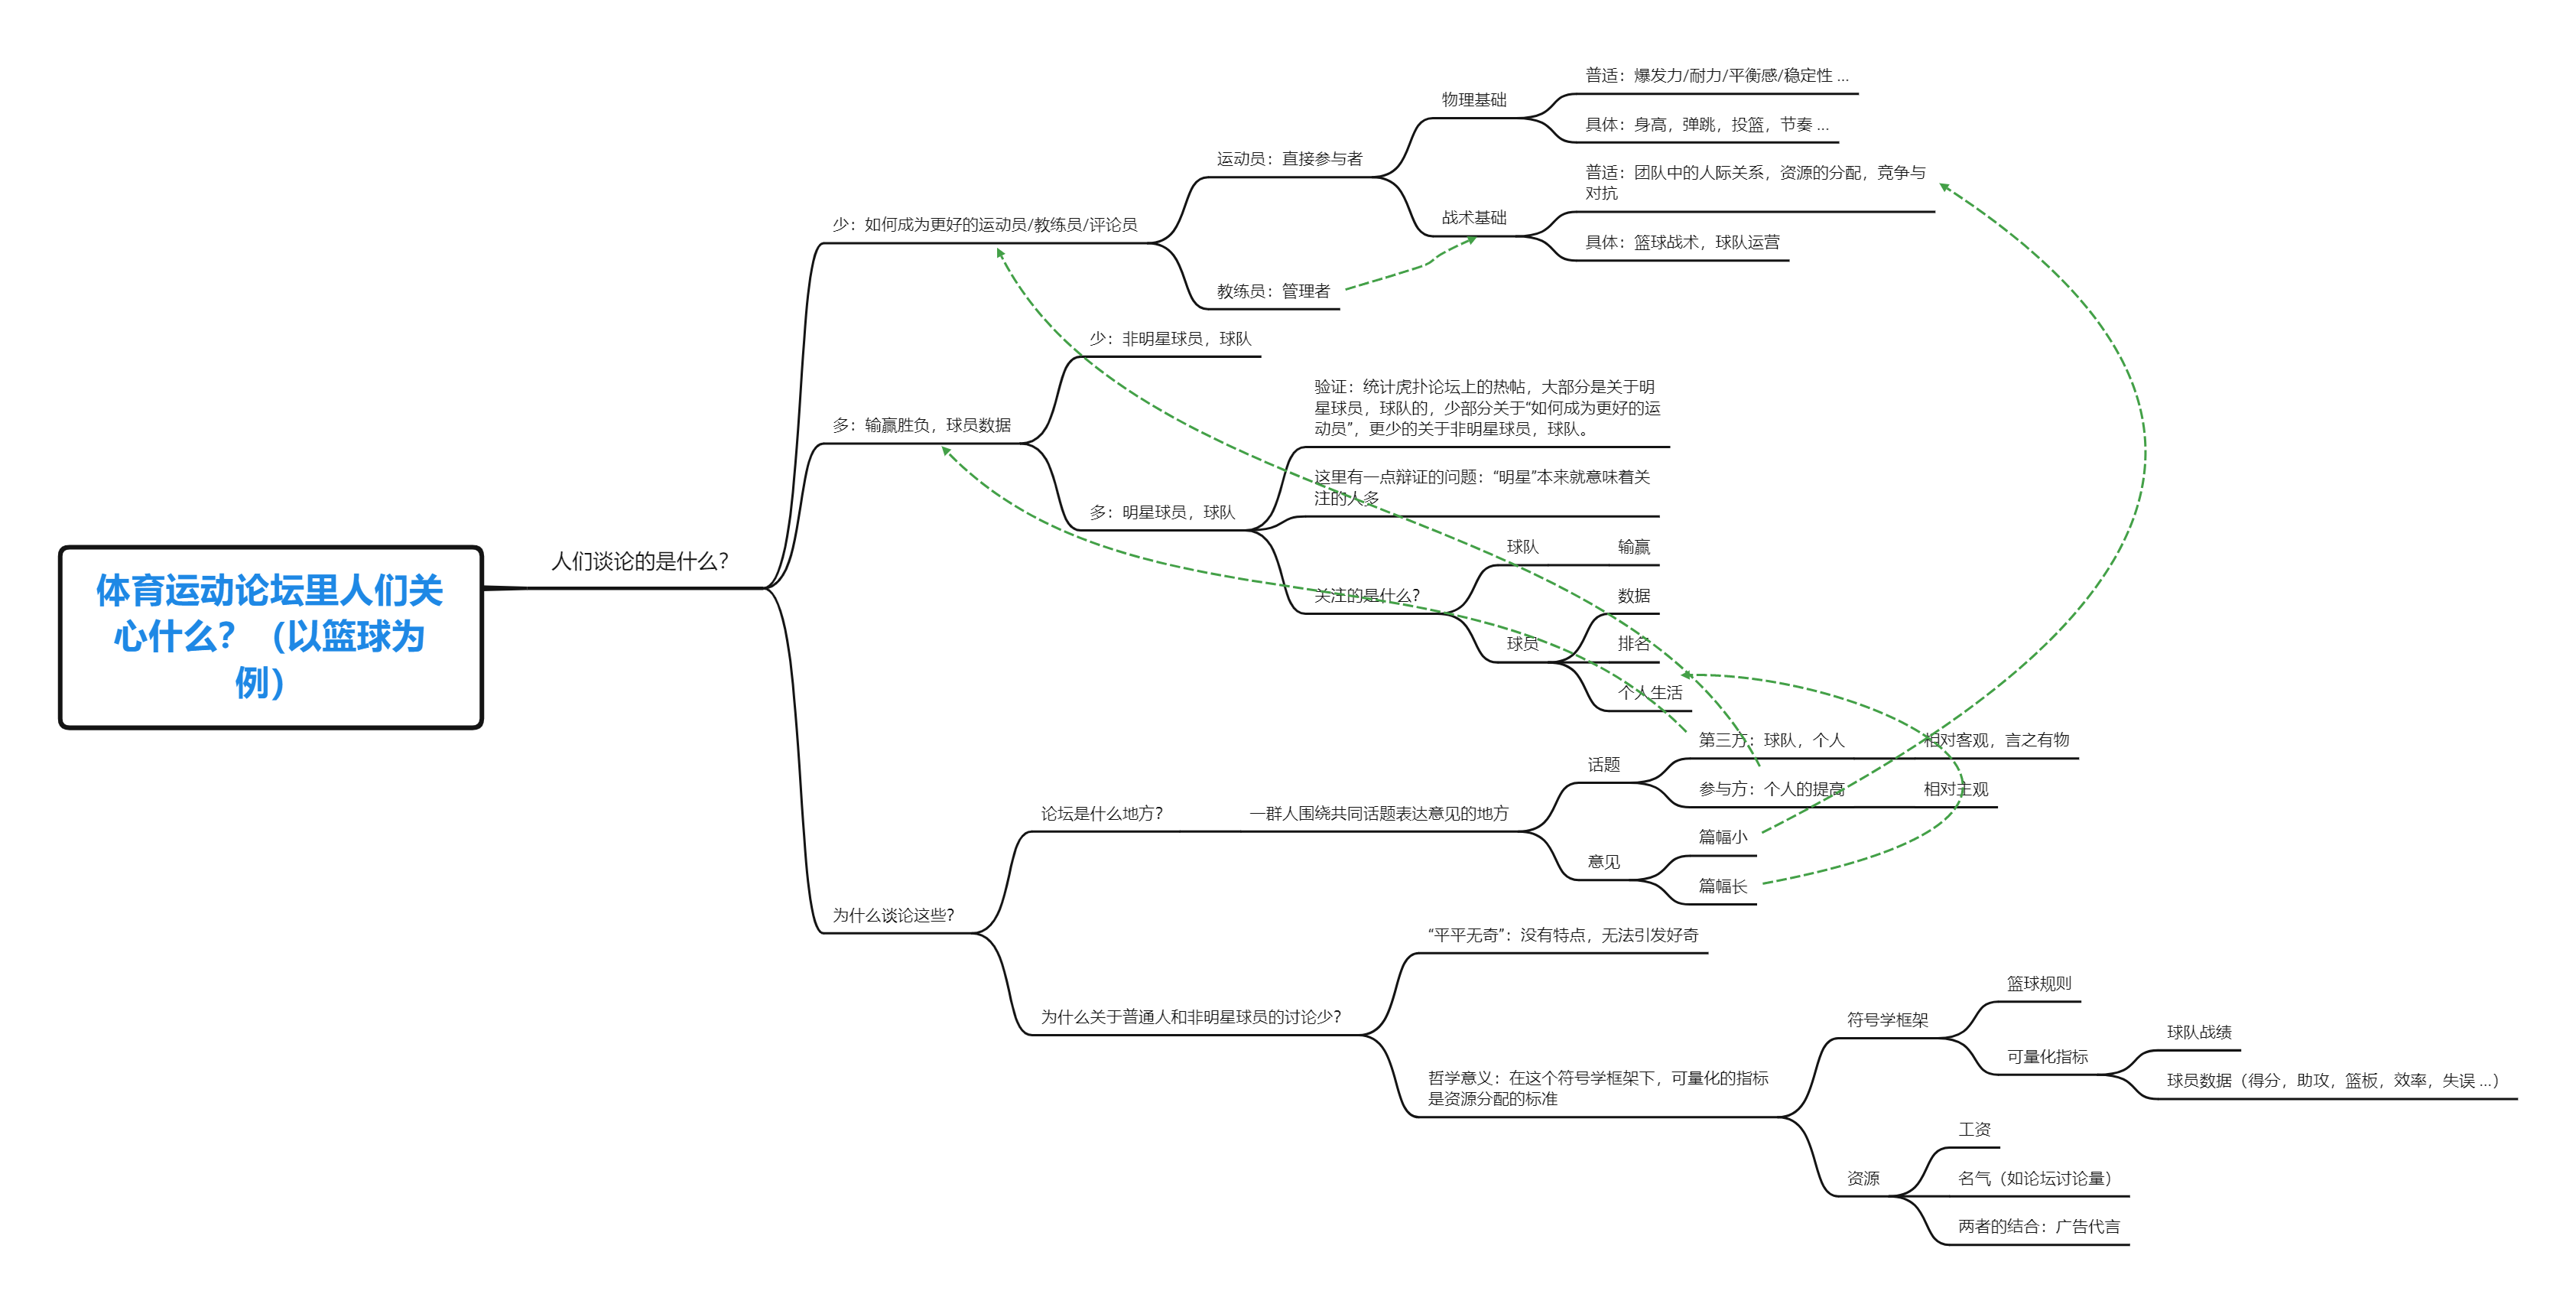 体育运动论坛里人们关
心什么？（以篮球为
例）
人们谈论的是什么？
少：如何成为更好的运动员/教练员/评论员
运动员：直接参与者
物理基础
普适：爆发力/耐力/平衡感/稳定性 ...
具体：身高，弹跳，投篮，节奏 ...
战术基础
普适：团队中的人际关系，资源的分配，竞争与
对抗
具体：篮球战术，球队运营
教练员：管理者
多：输赢胜负，球员数据
少：非明星球员，球队
多：明星球员，球队
验证：统计虎扑论坛上的热帖，大部分是关于明
星球员，球队的，少部分关于“如何成为更好的运
动员”，更少的关于非明星球员，球队。
这里有一点辩证的问题：“明星”本来就意味着关
注的人多
关注的是什么？
球队
输赢
球员
数据
排名
个人生活
为什么谈论这些？
论坛是什么地方？
一群人围绕共同话题表达意见的地方
话题
第三方：球队，个人
相对客观，言之有物
参与方：个人的提高
相对主观
意见
篇幅小
篇幅长
为什么关于普通人和非明星球员的讨论少？
“平平无奇”：没有特点，无法引发好奇
哲学意义：在这个符号学框架下，可量化的指标
是资源分配的标准
符号学框架
篮球规则
可量化指标
球队战绩
球员数据（得分，助攻，篮板，效率，失误 ...）
资源
工资
名气（如论坛讨论量）
两者的结合：广告代言